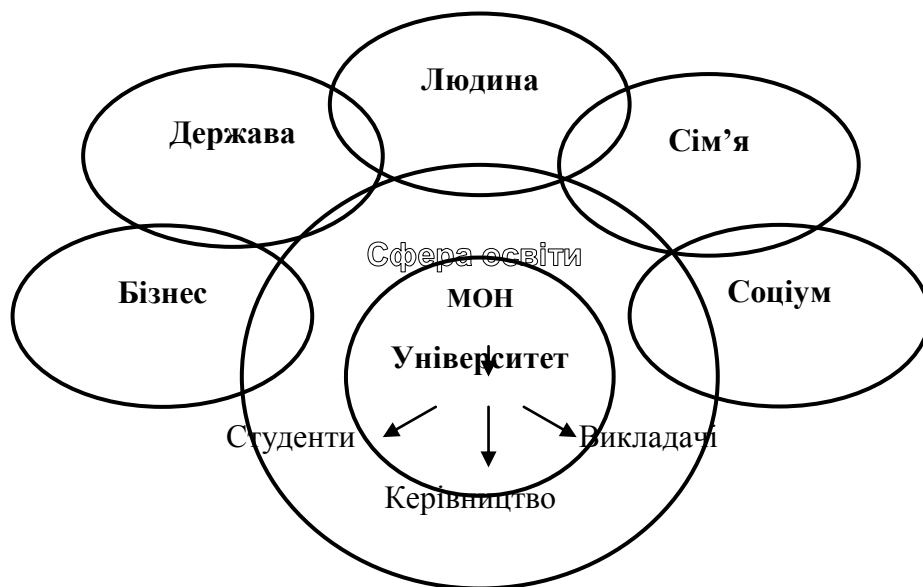 Людина
Держава
Сім’я
Сфера освіти
Бізнес
МОН
Соціум
Університет
Студенти
Викладачі
Керівництво